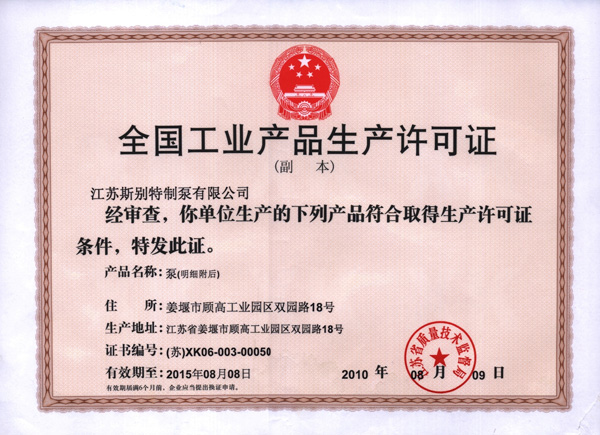 全国工业产品生产许可证
(副 本)
江苏斯别特制泵有限公司
经审查，你单位生产的下列产品符合取得生产许可证
条件，特发此证。
产品名称：泵(明细附后)
住 所：姜堰市顾高工业园区双园路18号
生产地址：江苏省姜堰市顾高工业园区双园路18号
证书编号：(苏)XK06-003-00050
有效期至：2015年08月08日
2010 年 08 月 09 日
有效期届满6个月前，企业应当提出换证申请。
江苏省质量技术监督局